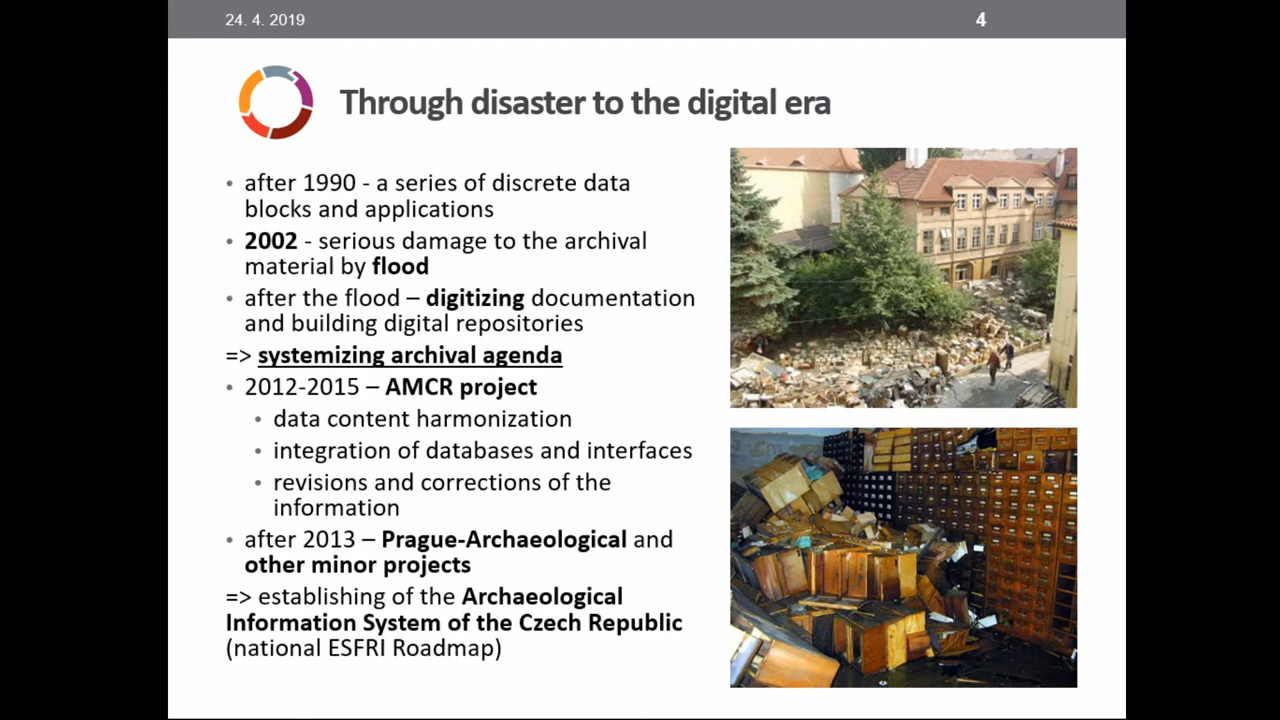 24. 4. 2019
4
Through disaster to the digital era
• after 1990 - a series of discrete data
blocks and applications
• 2002 - serious damage to the archival
material by flood
• after the flood – digitizing documentation
and building digital repositories
=> systemizing archival agenda
• 2012-2015 – AMCR project
• data content harmonization
• integration of databases and interfaces
• revisions and corrections of the
information
• after 2013 – Prague-Archaeological and
other minor projects
=> establishing of the Archaeological
Information System of the Czech Republic
(national ESFRI Roadmap)